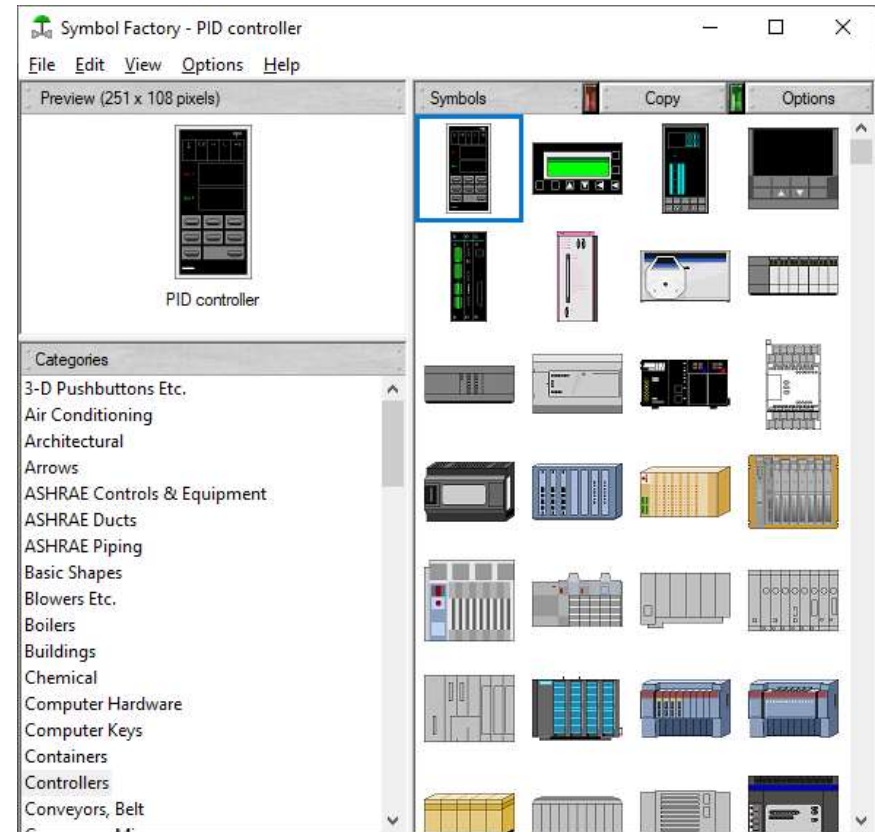 Symbol Factory - PID controller
File Edit View Options Help
Preview (251 x 108 pixels)
PID controller
Categories
3-D Pushbuttons Etc.
Air Conditioning
Architectural
Arrows
ASHRAE Controls & Equipment
ASHRAE Ducts
ASHRAE Piping
Basic Shapes
Blowers Etc.
Boilers
Buildings
Chemical
Computer Hardware
Computer Keys
Containers
Controllers
Conveyors, Belt
Symbols Copy Options